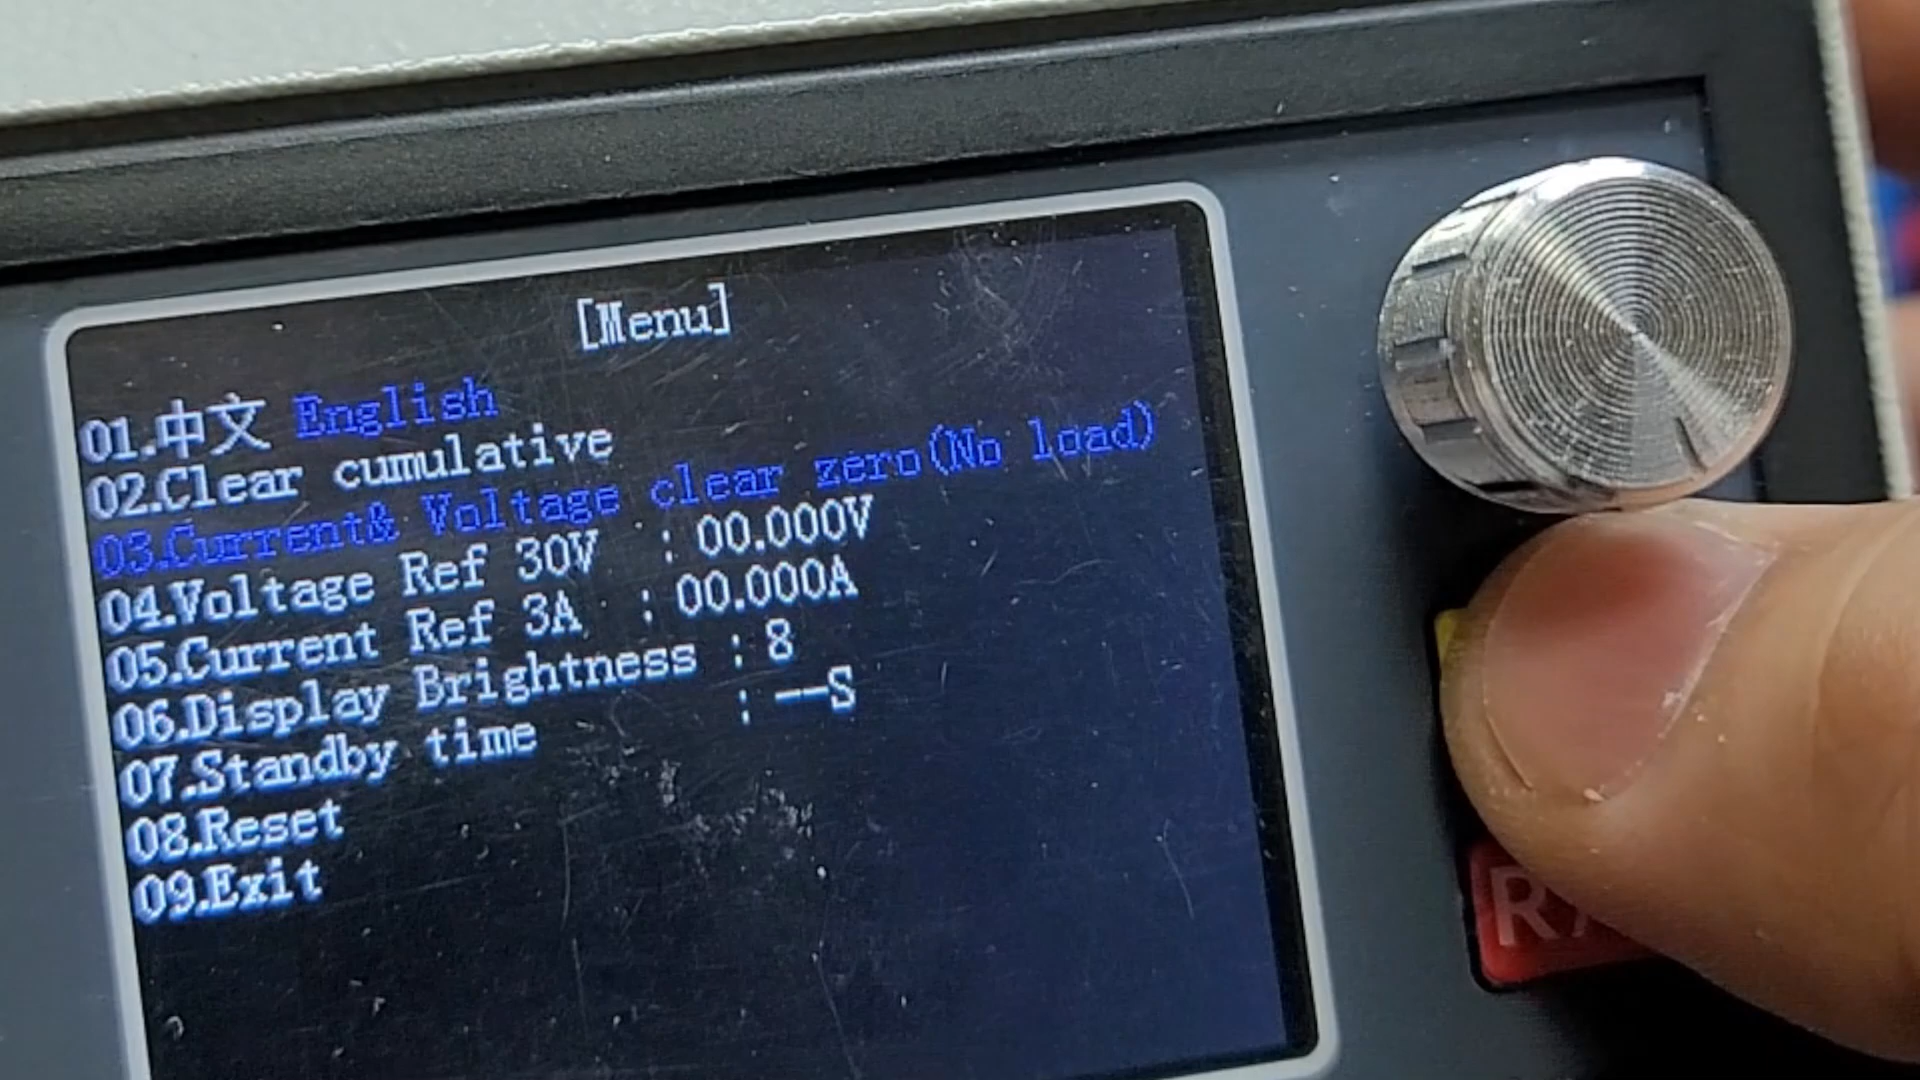 [Menu]
01.中文 English
02.Clear cumulative
03.Current& Voltage clear zero(No load)
04.Voltage Ref 30V : 00.000V
05.Current Ref 3A : 00.000A
06.Display Brightness : 8
07.Standby time : --S
08.Reset
09.Exit